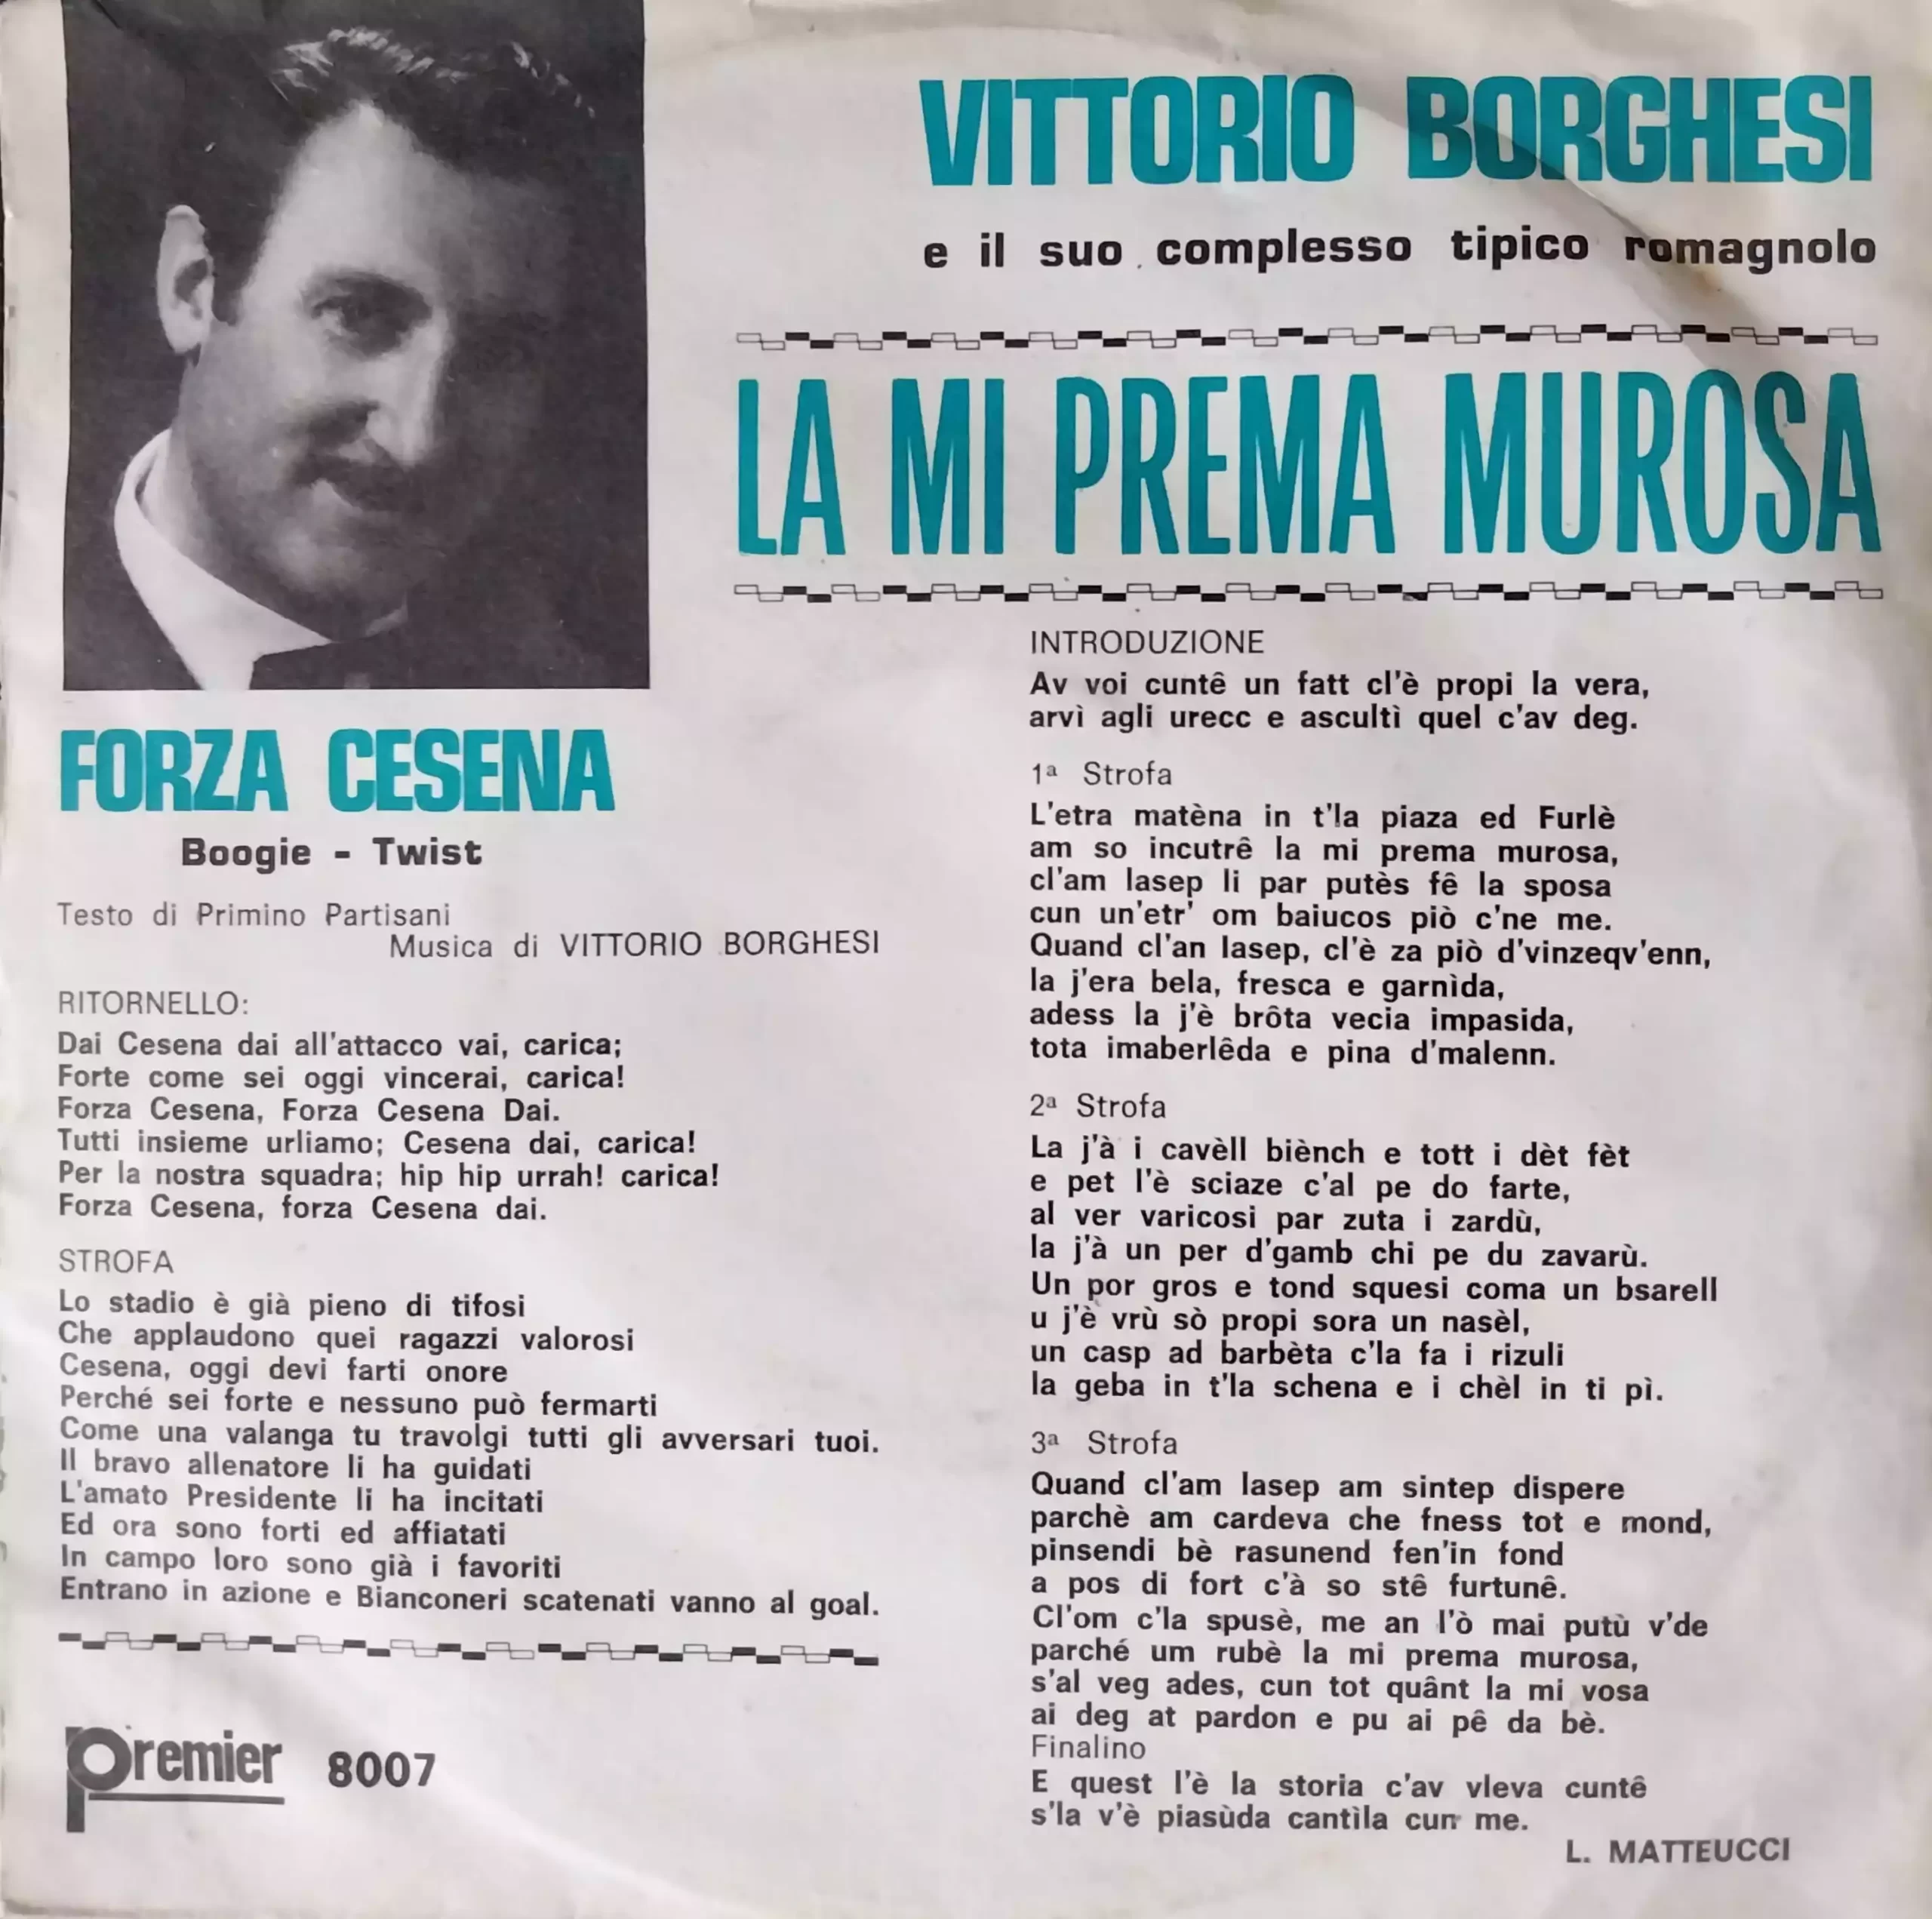 VITTORIO BORGHESI
e il suo complesso tipico romagnolo
LA MI PREMA MUROSA
FORZA CESENA
Boogie - Twist
Testo di Primino Partisani
Musica di VITTORIO BORGHESI
RITORNELLO:
Dai Cesena dai all'attacco vai, carica;
Forte come sei oggi vincerai, carica!
Forza Cesena, Forza Cesena Dai.
Tutti insieme urliamo; Cesena dai, carica!
Per la nostra squadra; hip hip urrah! carica!
Forza Cesena, forza Cesena dai.
STROFA
Lo stadio è già pieno di tifosi
Che applaudono quei ragazzi valorosi
Cesena, oggi devi farti onore
Perché sei forte e nessuno può fermarti
Come una valanga tu travolgi tutti gli avversari tuoi.
Il bravo allenatore li ha guidati
L'amato Presidente li ha incitati
Ed ora sono forti ed affiatati
In campo loro sono già i favoriti
Entrano in azione e Bianconeri scatenati vanno al goal.
Premier 8007
INTRODUZIONE
Av voi cuntê un fatt cl'è propi la vera,
arvì agli urecc e ascultì quel c'av deg.
1ª Strofa
L'etra matèna in t'la piaza ed Furlè
am so incutrê la mi prema murosa,
cl'am lasep li par putès fê la sposa
cun un'etr' om baiucos piò c'ne me.
Quand cl'an lasep, cl'è za piò d'vinzeqv'enn,
la j'era bela, fresca e garnìda,
adess la j'è brôta vecia impasida,
tota imaberlêda e pina d'malenn.
2ª Strofa
La j'à i cavèll biènch e tott i dèt fèt
e pet l'è sciaze c'al pe do farte,
al ver varicosi par zuta i zardù,
la j'à un per d'gamb chi pe du zavarù.
Un por gros e tond squesi coma un bsarell
u j'è vrù sò propi sora un nasèl,
un casp ad barbèta c'la fa i rizuli
la geba in t'la schena e i chèl in ti pì.
3ª Strofa
Quand cl'am lasep am sintep dispere
parchè am cardeva che fness tot e mond,
pinsendi bè rasunend fen'in fond
a pos di fort c'à so stê furtunê.
Cl'om c'la spusè, me an l'ò mai putù v'de
parché um rubè la mi prema murosa,
s'al veg ades, cun tot quânt la mi vosa
ai deg at pardon e pu ai pê da bè.
Finalino
E quest l'è la storia c'av vleva cuntê
s'la v'è piasùda cantìla cun me.
L. MATTEUCCI